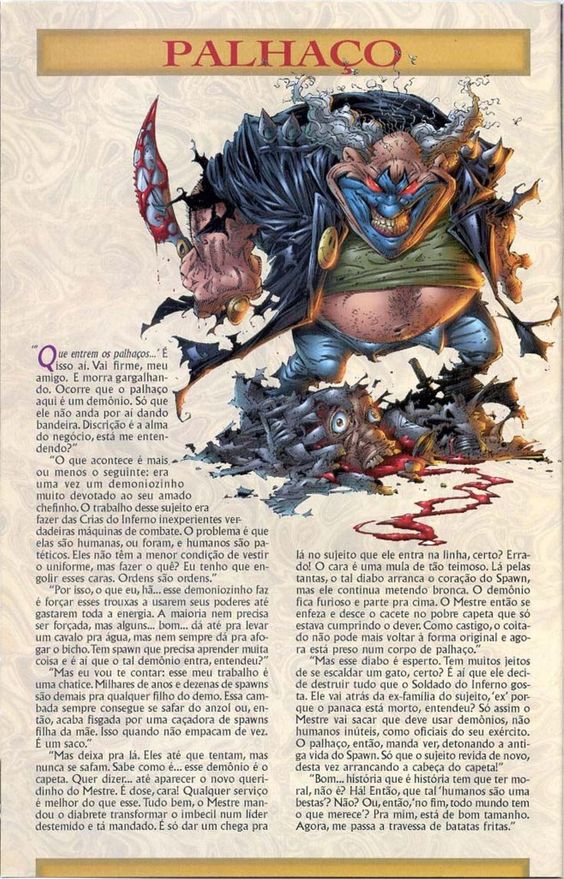 PALHAÇO
"'Que entrem os palhaços...' É
isso aí. Vai firme, meu
amigo. E morra gargalhan-
do. Ocorre que o palhaço
aqui é um demônio. Só que
ele não anda por aí dando
bandeira. Discrição é a alma
do negócio, está me enten-
dendo?"
"O que acontece é mais
ou menos o seguinte: era
uma vez um demoniozinho
muito devotado ao seu amado
chefinho. O trabalho desse sujeito era
fazer das Crias do Inferno inexperientes ver-
dadeiras máquinas de combate. O problema é que
elas são humanas, ou foram, e humanos são pa-
téticos. Eles não têm a menor condição de vestir
o uniforme, mas fazer o quê? Eu tenho que en-
golir esses caras. Ordens são ordens."
"Por isso, o que eu, hã... esse demoniozinho faz
é forçar esses trouxas a usarem seus poderes até
gastarem toda a energia. A maioria nem precisa
ser forçada, mas alguns... bom... dá até pra levar
um cavalo pra água, mas nem sempre dá pra afo-
gar o bicho. Tem spawn que precisa aprender muita
coisa e é aí que o tal demônio entra, entendeu?"
"Mas eu vou te contar: esse meu trabalho é
uma chatice. Milhares de anos e dezenas de spawns
são demais pra qualquer filho do demo. Essa cam-
bada sempre consegue se safar do anzol ou, en-
tão, acaba fisgada por uma caçadora de spawns
filha da mãe. Isso quando não empacam de vez.
É um saco."
"Mas deixa pra lá. Eles até que tentam, mas
nunca se safam. Sabe como é... esse demônio é o
capeta. Quer dizer... até aparecer o novo queri-
dinho do Mestre. É dose, cara! Qualquer serviço
é melhor do que esse. Tudo bem, o Mestre man-
dou o diabrete transformar o imbecil num líder
destemido e tá mandado. É só dar um chega pra
lá no sujeito que ele entra na linha, certo? Erra-
do! O cara é uma mula de tão teimoso. Lá pelas
tantas, o tal diabo arranca o coração do Spawn,
mas ele continua metendo bronca. O demônio
fica furioso e parte pra cima. O Mestre então se
enfeza e desce o cacete no pobre capeta que só
estava cumprindo o dever. Como castigo, o coita-
do não pode mais voltar à forma original e ago-
ra está preso num corpo de palhaço."
"Mas esse diabo é esperto. Tem muitos jeitos
de se escaldar um gato, certo? É aí que ele deci-
de destruir tudo que o Soldado do Inferno gos-
ta. Ele vai atrás da ex-família do sujeito, 'ex' por-
que o panaca está morto, entendeu? Só assim o
Mestre vai sacar que deve usar demônios, não
humanos inúteis, como oficiais do seu exército.
O palhaço, então, manda ver, detonando a anti-
ga vida do Spawn. Só que o sujeito revida de novo,
desta vez arrancando a cabeça do capeta!"
"Bom... história que é história tem que ter mo-
ral, não é? Há! Então, que tal 'humanos são uma
bestas'? Não? Ou, então, 'no fim, todo mundo tem
o que merece'? Pra mim, está de bom tamanho.
Agora, me passa a travessa de batatas fritas."